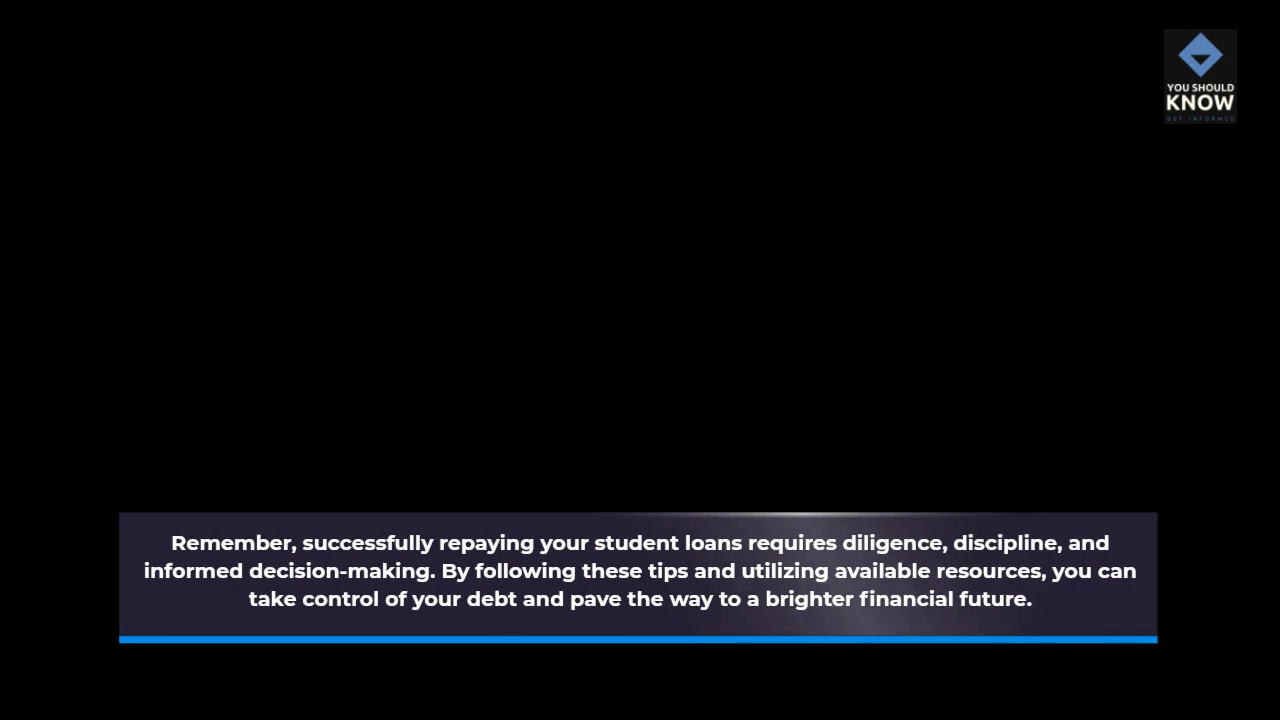 YOU SHOULD
KNOW
GET INFORMED
Remember, successfully repaying your student loans requires diligence, discipline, and
informed decision-making. By following these tips and utilizing available resources, you can
take control of your debt and pave the way to a brighter financial future.